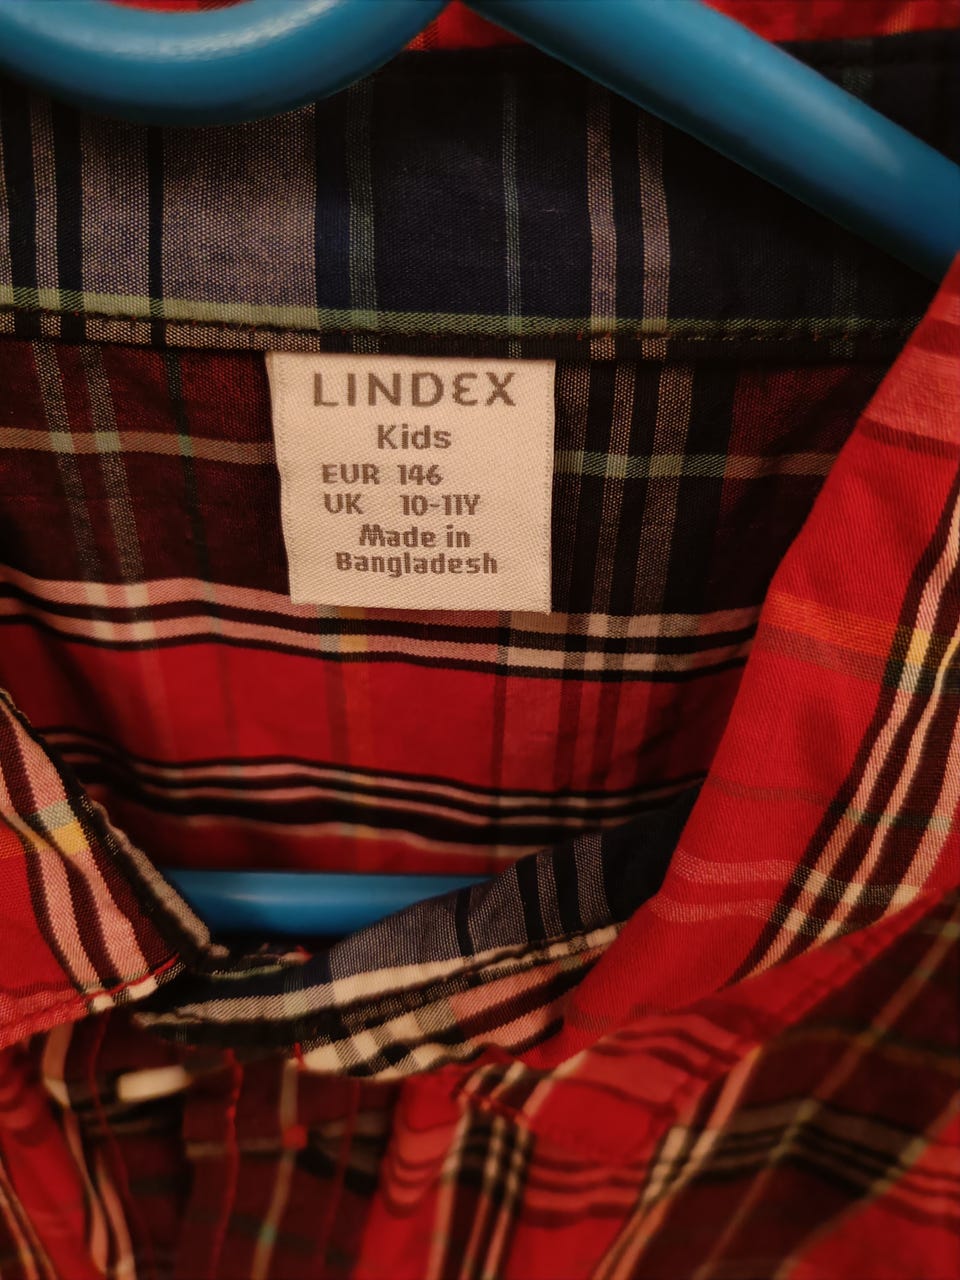 LINDEX
Kids
EUR 146
UK 10-11Y
Made in
Bangladesh